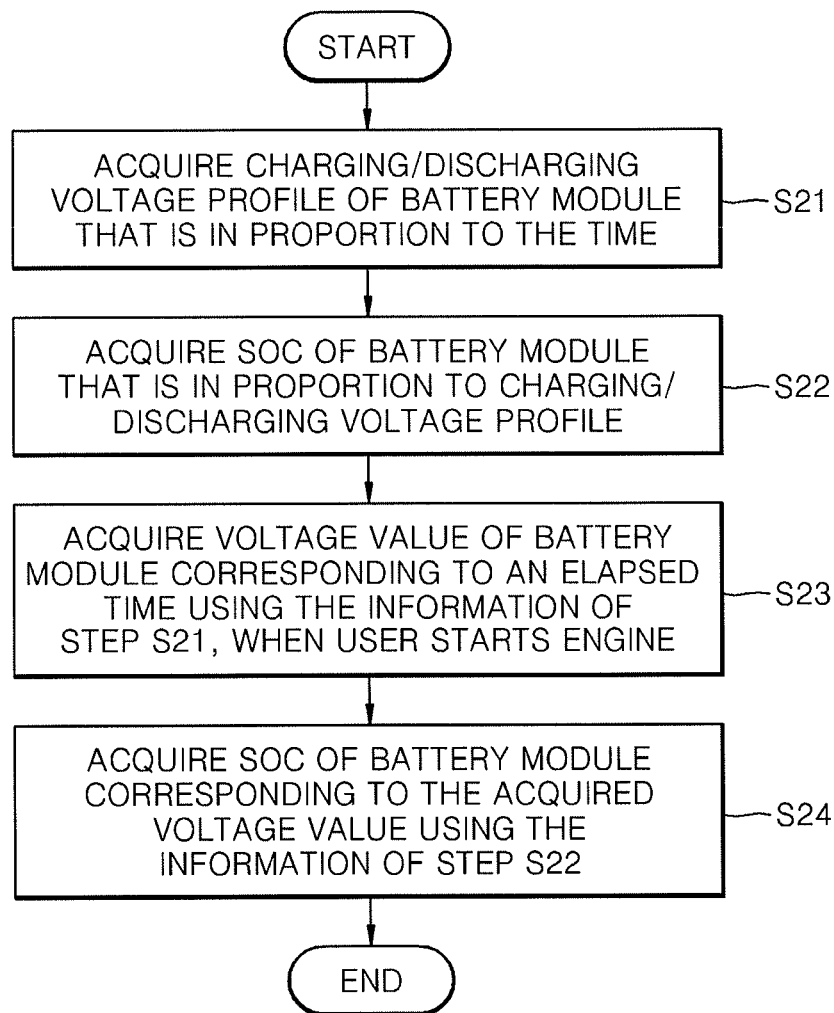 START
ACQUIRE CHARGING/DISCHARGING
VOLTAGE PROFILE OF BATTERY MODULE
THAT IS IN PROPORTION TO THE TIME
S21
ACQUIRE SOC OF BATTERY MODULE
THAT IS IN PROPORTION TO CHARGING/
DISCHARGING VOLTAGE PROFILE
S22
ACQUIRE VOLTAGE VALUE OF BATTERY
MODULE CORRESPONDING TO AN ELAPSED
TIME USING THE INFORMATION OF
STEP S21, WHEN USER STARTS ENGINE
S23
ACQUIRE SOC OF BATTERY MODULE
CORRESPONDING TO THE ACQUIRED
VOLTAGE VALUE USING THE
INFORMATION OF STEP S22
S24
END